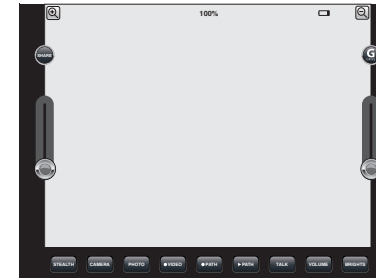 100%
SHARE
G
STEALTH CAMERA PHOTO ●VIDEO ●PATH ►PATH TALK VOLUME BRIGHTS